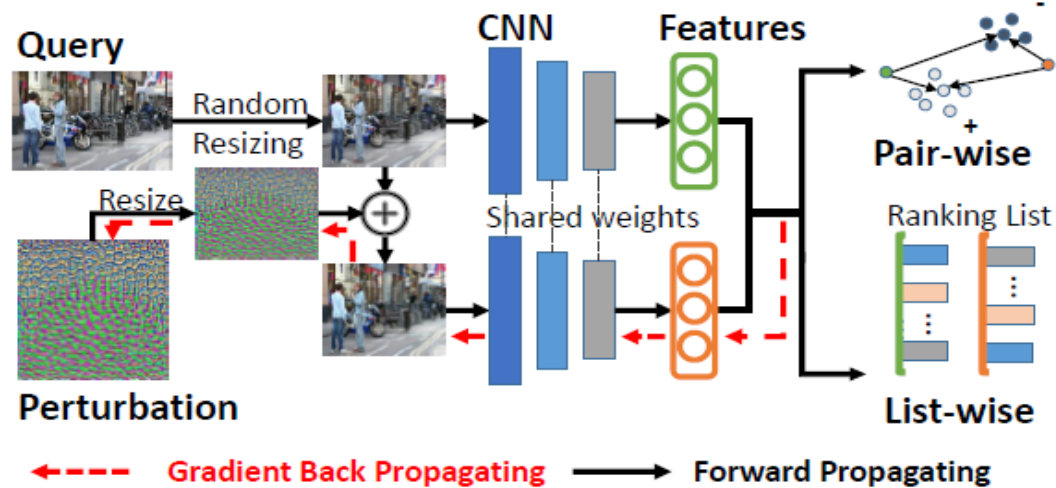 Query
CNN
Features
-
Random
Resizing
+
Pair-wise
Resize
Shared weights
Ranking List
...
...
Perturbation
List-wise
Gradient Back Propagating
Forward Propagating